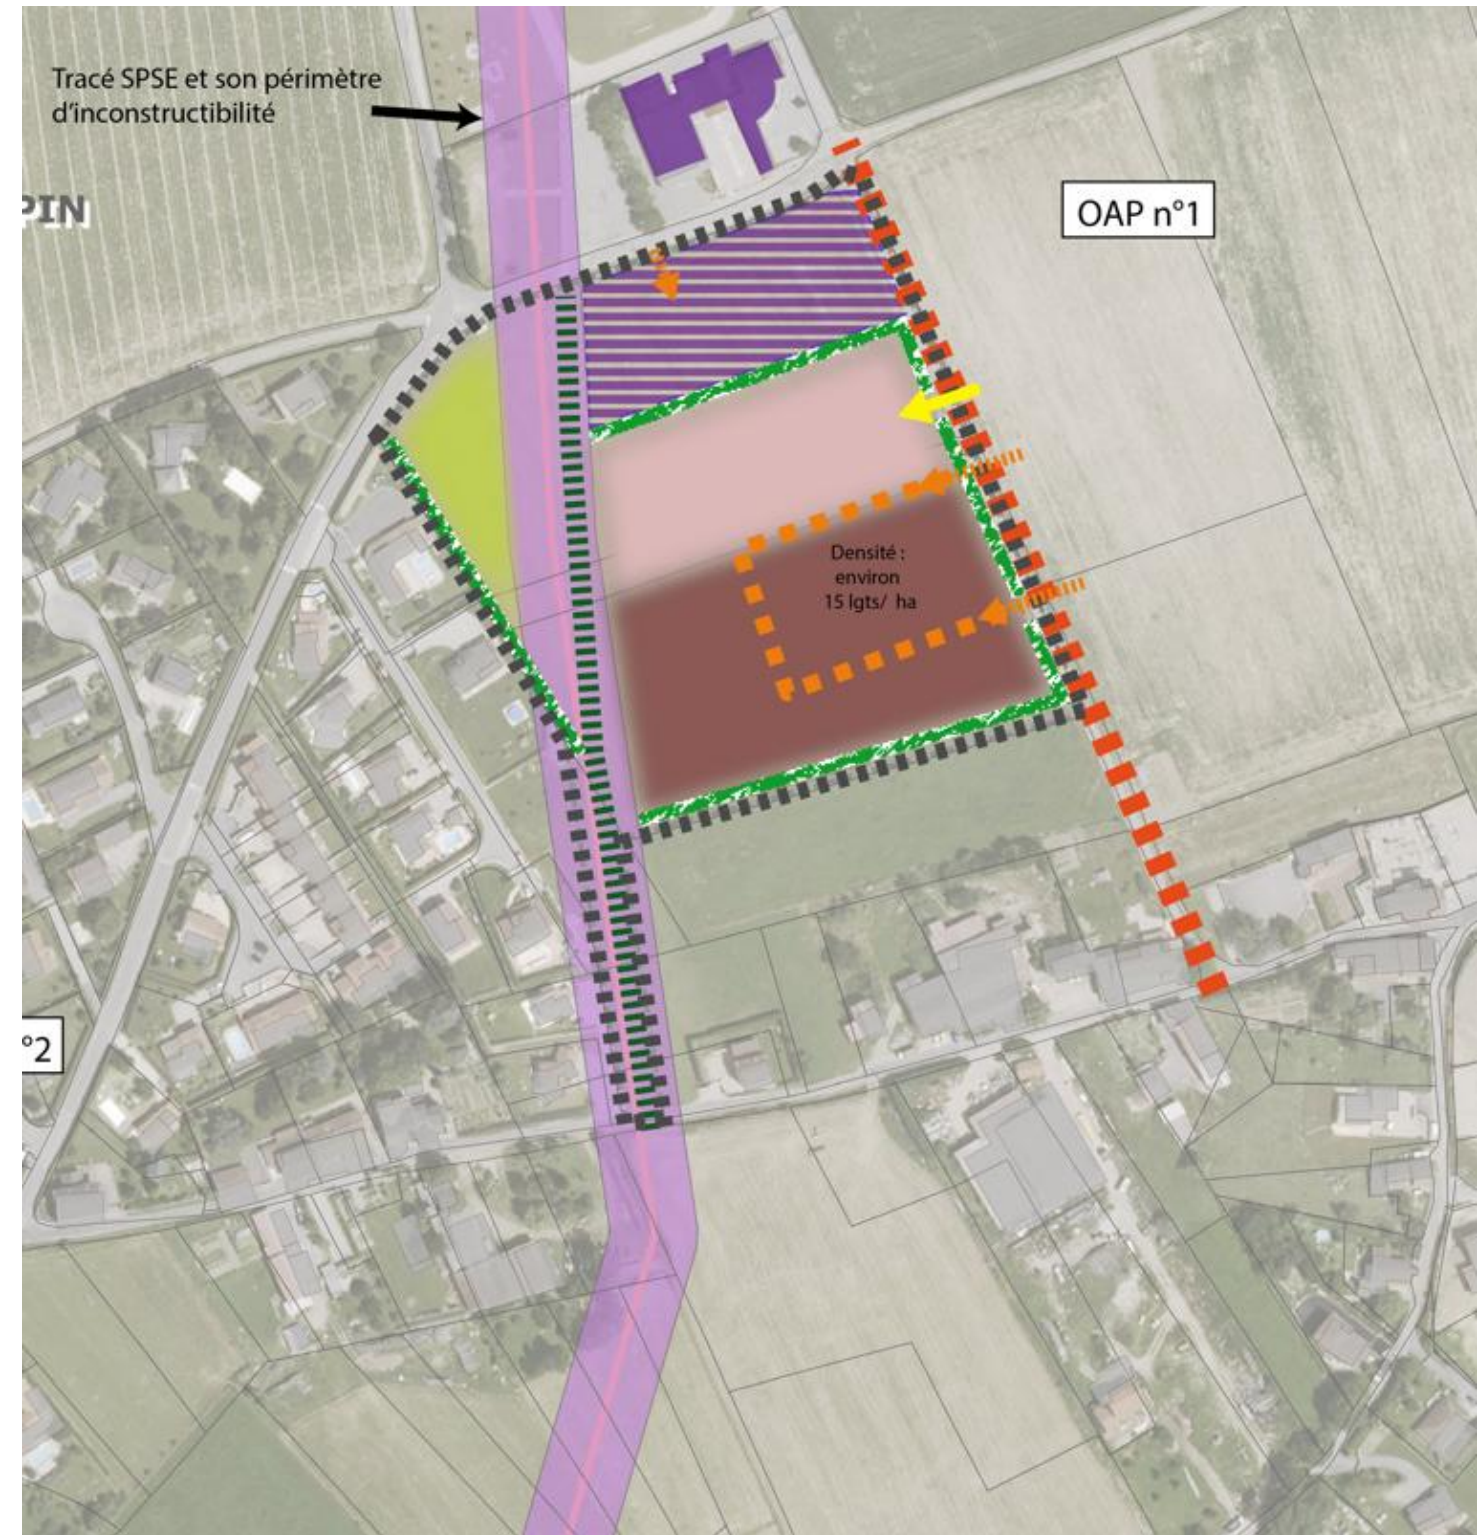 Tracé SPSE et son périmètre
d'inconstructibilité
PIN
OAP n°1
Densité :
environ
15 lgts/ ha
°2